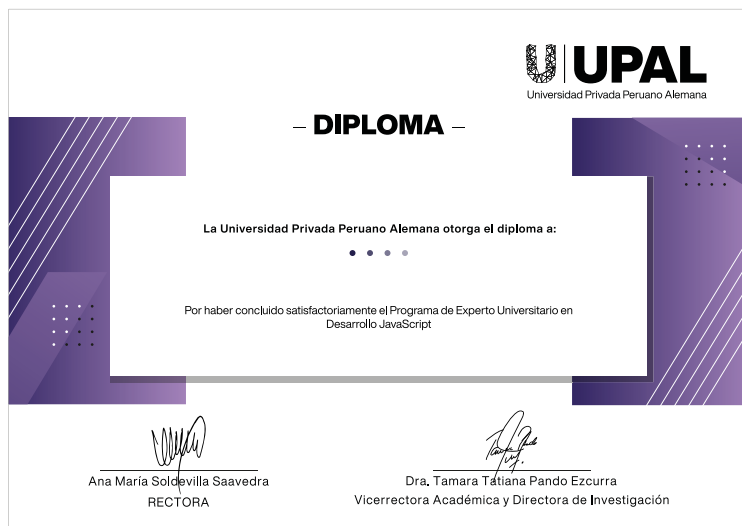 UPAL
Universidad Privada Peruano Alemana
– DIPLOMA –
La Universidad Privada Peruano Alemana otorga el diploma a:
Por haber concluido satisfactoriamente el Programa de Experto Universitario en
Desarrollo JavaScript
Ana María Soldevilla Saavedra
RECTORA
Dra. Tamara Tatiana Pando Ezcurra
Vicerrectora Académica y Directora de Investigación